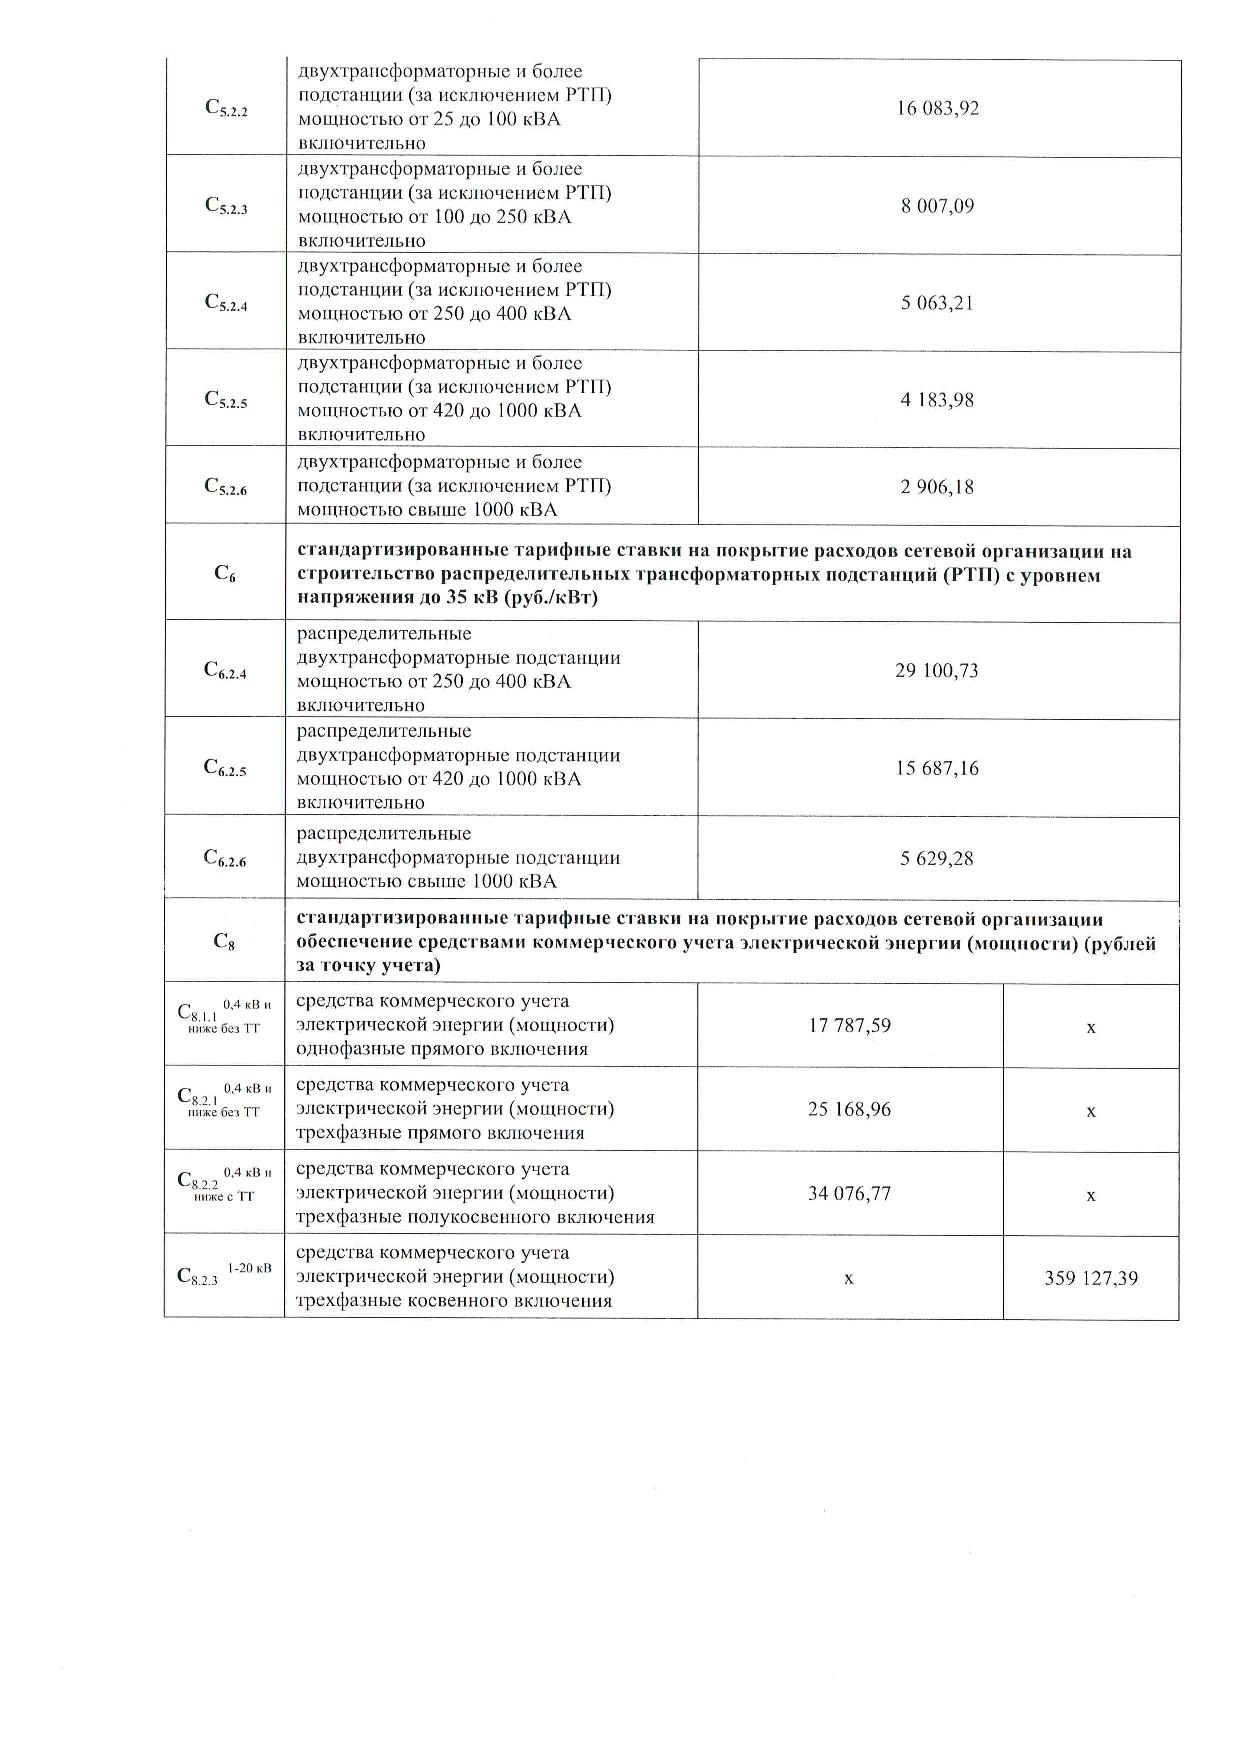 двухтрансформаторные и более
подстанции (за исключением РТП)
С5.2.2
мощностью от 25 до 100 кВА
16 083,92
включительно
двухтрансформаторные и более
подстанции (за исключением РТП)
С5.2.3
мощностью от 100 до 250 кВА
8 007,09
включительно
двухтрансформаторные и более
подстанции (за исключением РТП)
С5.2.4
мощностью от 250 до 400 кВА
5 063,21
включительно
двухтрансформаторные и более
подстанции (за исключением РТП)
С5.2.5
мощностью от 420 до 1000 кВА
4 183,98
включительно
двухтрансформаторные и более
С5.2.6
подстанции (за исключением РТП)
2 906,18
мощностью свыше 1000 кВА
С6
стандартизированные тарифные ставки на покрытие расходов сетевой организации на
строительство распределительных трансформаторных подстанций (РТП) с уровнем
напряжения до 35 кВ (руб./кВт)
распределительные
двухтрансформаторные подстанции
С6.2.4
мощностью от 250 до 400 кВА
29 100,73
включительно
распределительные
двухтрансформаторные подстанции
С6.2.5
мощностью от 420 до 1000 кВА
15 687,16
включительно
распределительные
С6.2.6
двухтрансформаторные подстанции
5 629,28
мощностью свыше 1000 кВА
С8
стандартизированные тарифные ставки на покрытие расходов сетевой организации
обеспечение средствами коммерческого учета электрической энергии (мощности) (рублей
за точку учета)
С8.1.1 0,4 кВ и
ниже без ТТ
средства коммерческого учета
электрической энергии (мощности)
однофазные прямого включения
17 787,59
х
С8.2.1 0,4 кВ и
ниже без ТТ
средства коммерческого учета
электрической энергии (мощности)
трехфазные прямого включения
25 168,96
х
С8.2.2 0,4 кВ и
ниже с ТТ
средства коммерческого учета
электрической энергии (мощности)
трехфазные полукосвенного включения
34 076,77
х
С8.2.3 1-20 кВ
средства коммерческого учета
электрической энергии (мощности)
трехфазные косвенного включения
х
359 127,39